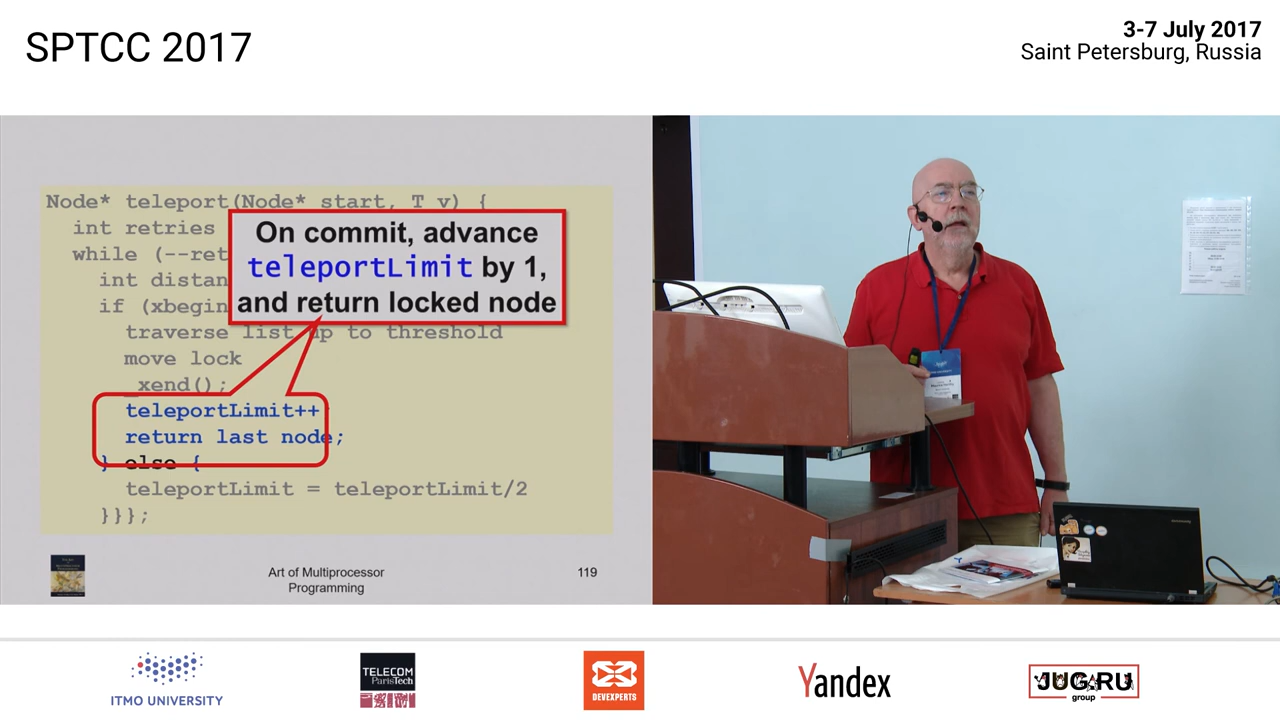 SPTCC 2017
3-7 July 2017
Saint Petersburg, Russia
Node* teleport(Node* start, T v) {
int retries
while (--ret
int distan
if (xbegin
traverse list up to threshold
move lock
_xend();
teleportLimit++
return last node;
} else {
teleportLimit = teleportLimit/2
}}};
On commit, advance
teleportLimit by 1,
and return locked node
Art of Multiprocessor
Programming
119
ITMO UNIVERSITY
TELECOM
ParisTech
DEVEXPERTS
Yandex
JUG.RU
group